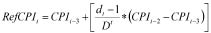 RefCPI_t = CPI_{t-3} + [ (d_t - 1) / D^t * (CPI_{t-2} - CPI_{t-3}) ]